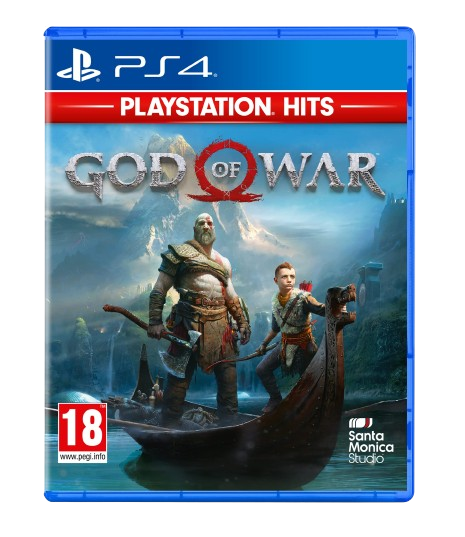 PS4
PLAYSTATION HITS
GOD OF WAR
18
www.pegi.info
Santa
Monica
Studio